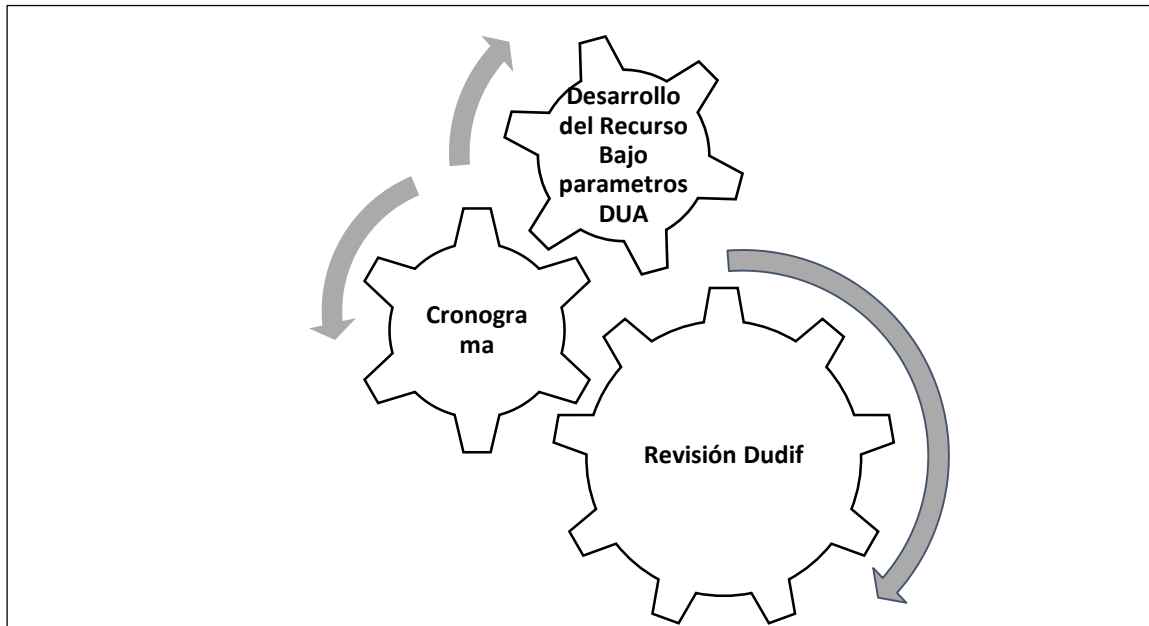 Desarrollo
del Recurso
Bajo
parametros
DUA
Cronogra
ma
Revisión Dudif